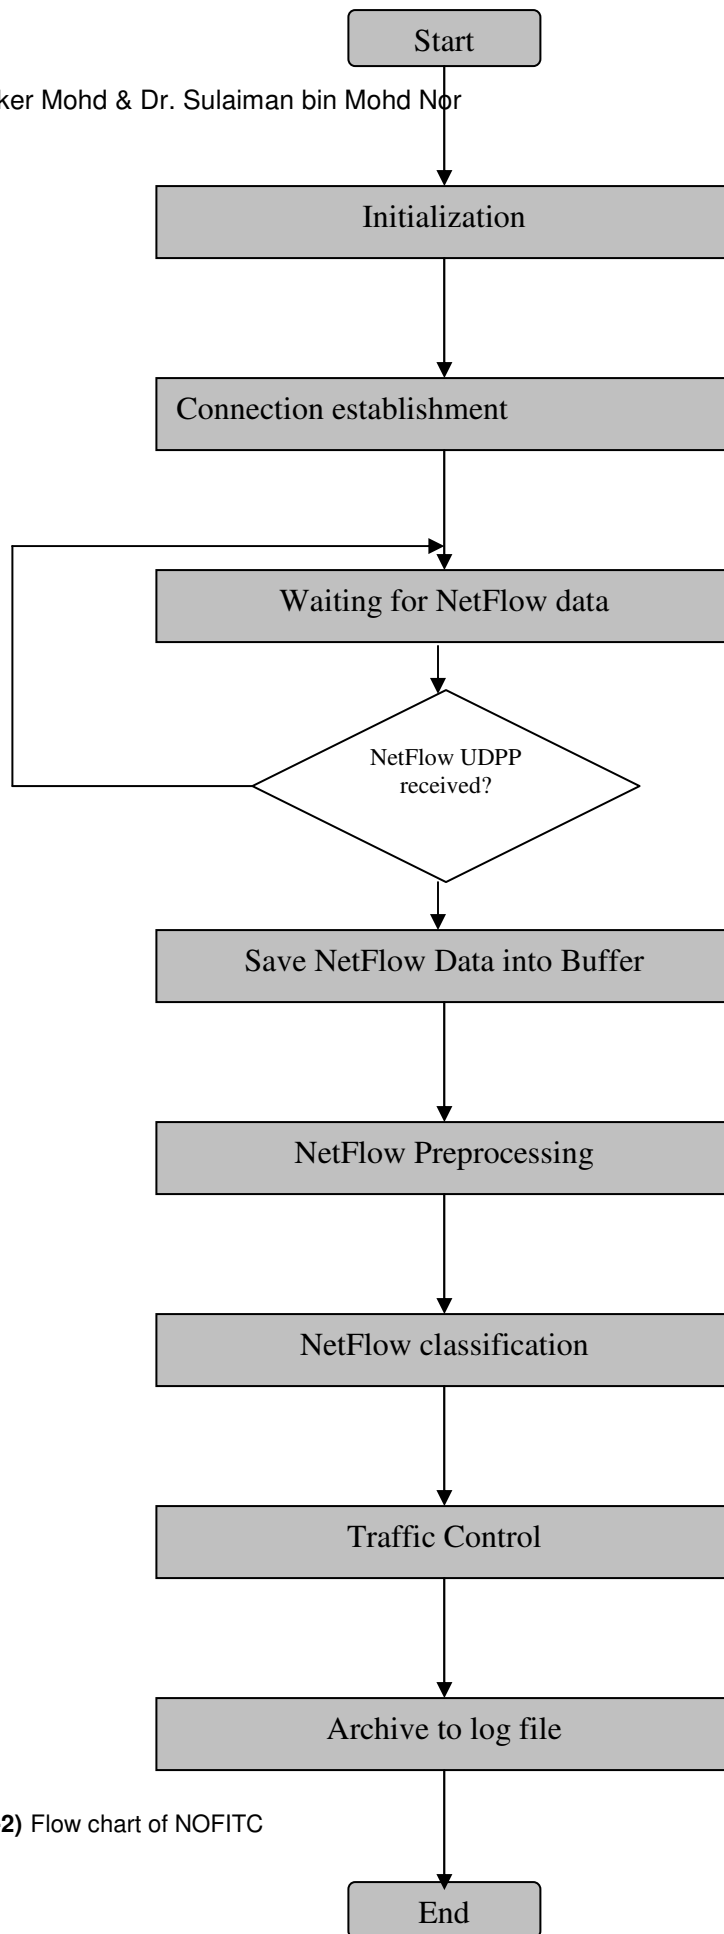 Start
ker Mohd & Dr. Sulaiman bin Mohd Nor
Initialization
Connection establishment
Waiting for NetFlow data
NetFlow UDPP
received?
Save NetFlow Data into Buffer
NetFlow Preprocessing
NetFlow classification
Traffic Control
Archive to log file
2) Flow chart of NOFITC
End